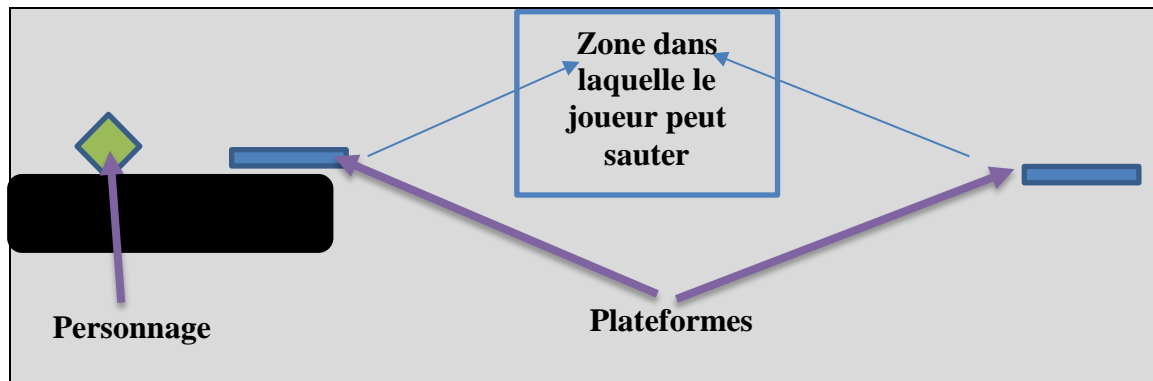 Zone dans
laquelle le
joueur peut
sauter
Personnage
Plateformes